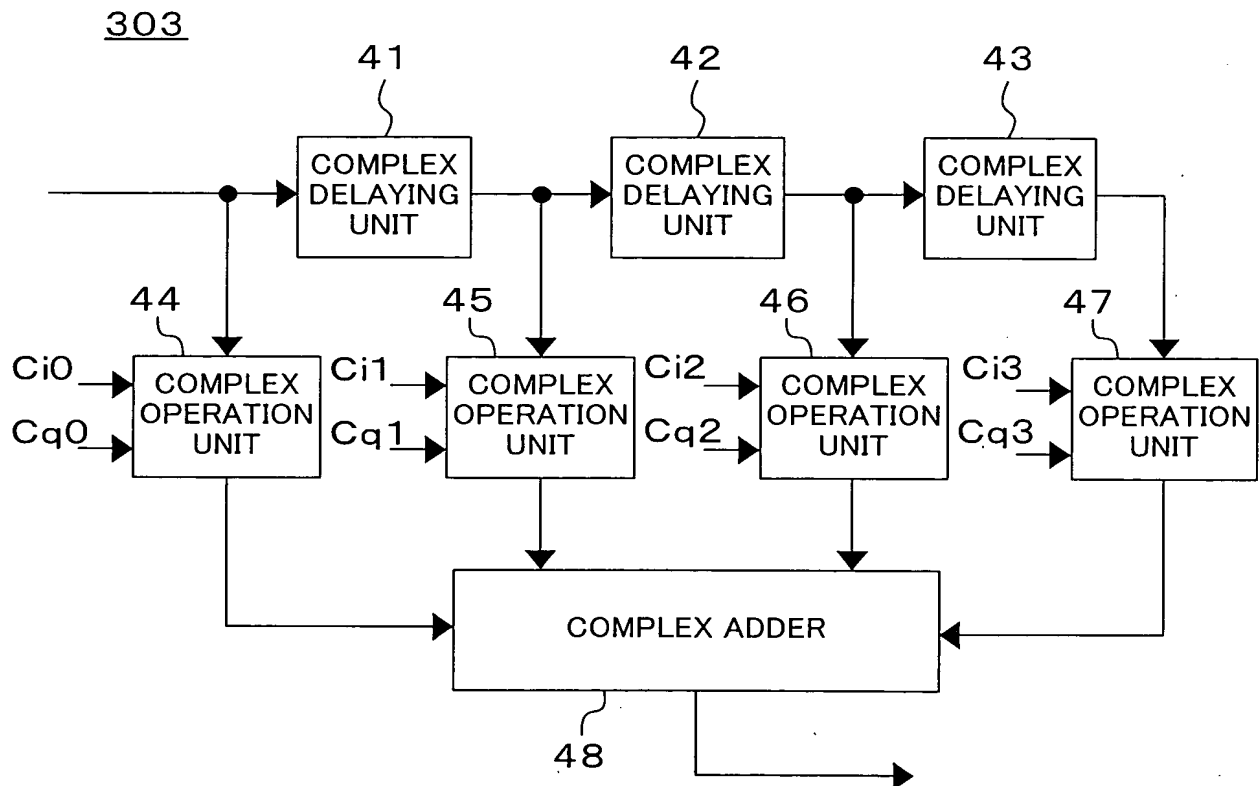 303
41
42
43
COMPLEX
DELAYING
UNIT
COMPLEX
DELAYING
UNIT
COMPLEX
DELAYING
UNIT
44
45
46
47
Ci0
Cq0
COMPLEX
OPERATION
UNIT
Ci1
Cq1
COMPLEX
OPERATION
UNIT
Ci2
Cq2
COMPLEX
OPERATION
UNIT
Ci3
Cq3
COMPLEX
OPERATION
UNIT
COMPLEX ADDER
48